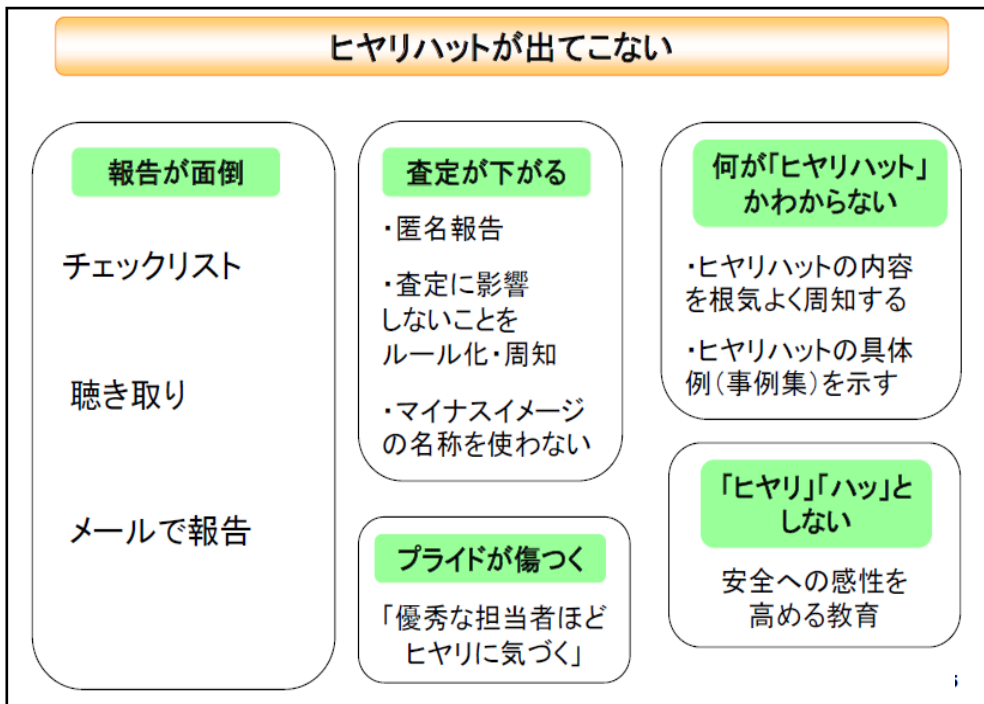 ヒヤリハットが出てこない
報告が面倒
チェックリスト
聴き取り
メールで報告
査定が下がる
・匿名報告
・査定に影響
しないことを
ルール化・周知
・マイナスイメージ
の名称を使わない
プライドが傷つく
「優秀な担当者ほど
ヒヤリに気づく」
何が「ヒヤリハット」
かわからない
・ヒヤリハットの内容
を根気よく周知する
・ヒヤリハットの具体
例(事例集)を示す
「ヒヤリ」「ハッ」と
しない
安全への感性を
高める教育